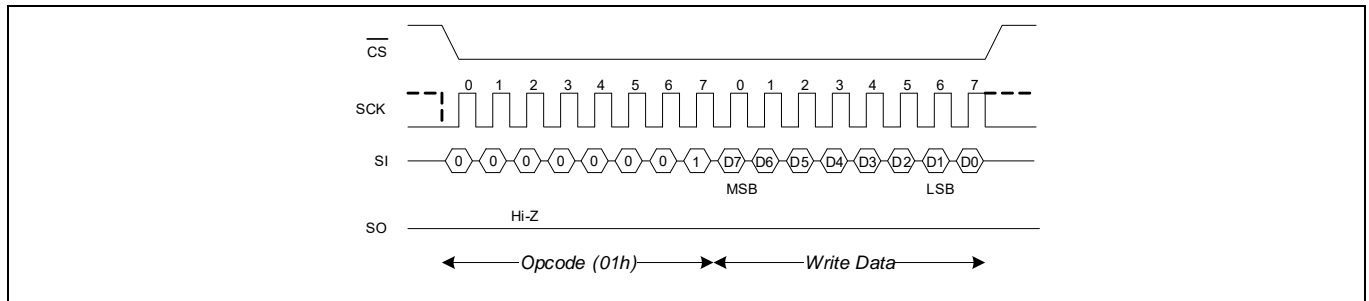 CS
0 1 2 3 4 5 6 7 0 1 2 3 4 5 6 7
SCK
SI 0 0 0 0 0 0 0 1 D7 D6 D5 D4 D3 D2 D1 D0
MSB LSB
Hi-Z
SO
Opcode (01h) Write Data